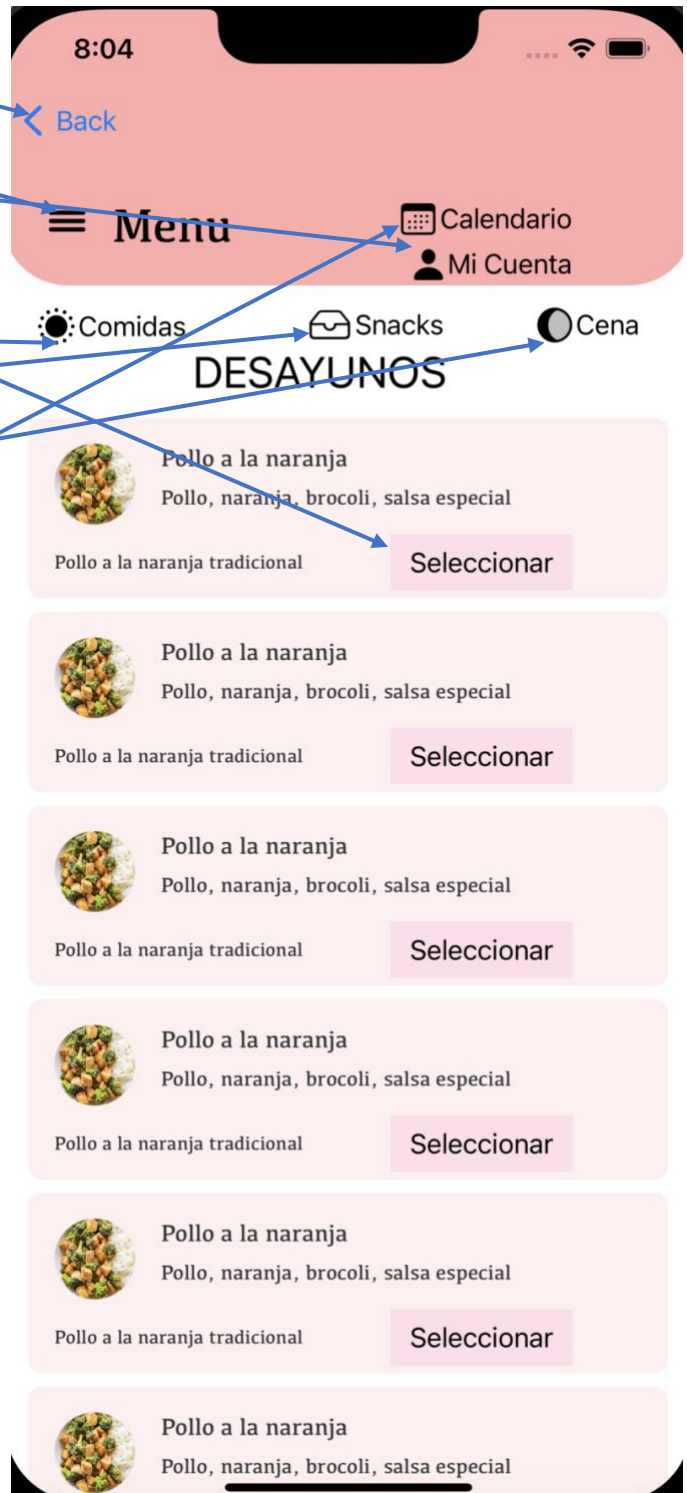 8:04
Back
Menu
Calendario
Mi Cuenta
Comidas Snacks Cena
DESAYUNOS
Pollo a la naranja
Pollo, naranja, brocoli, salsa especial
Pollo a la naranja tradicional Seleccionar
Pollo a la naranja
Pollo, naranja, brocoli, salsa especial
Pollo a la naranja tradicional Seleccionar
Pollo a la naranja
Pollo, naranja, brocoli, salsa especial
Pollo a la naranja tradicional Seleccionar
Pollo a la naranja
Pollo, naranja, brocoli, salsa especial
Pollo a la naranja tradicional Seleccionar
Pollo a la naranja
Pollo, naranja, brocoli, salsa especial
Pollo a la naranja tradicional Seleccionar
Pollo a la naranja
Pollo, naranja, brocoli, salsa especial